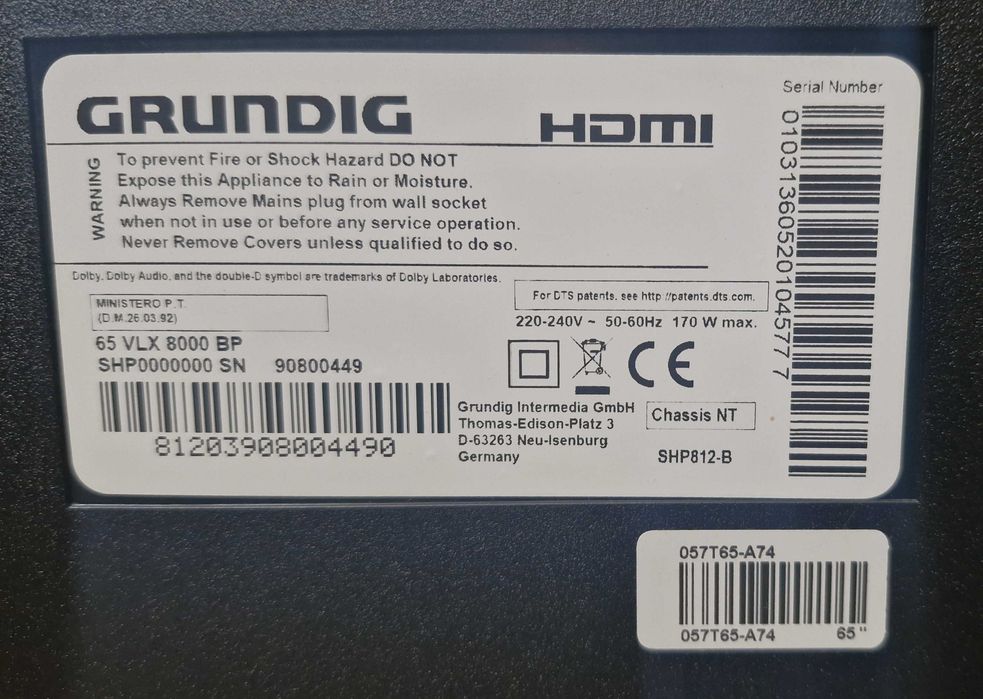 GRUNDIG
HDMI
Serial Number
0103136052010457777
WARNING
To prevent Fire or Shock Hazard DO NOT
Expose this Appliance to Rain or Moisture.
Always Remove Mains plug from wall socket
when not in use or before any service operation.
Never Remove Covers unless qualified to do so.
Dolby, Dolby Audio, and the double-D symbol are trademarks of Dolby Laboratories.
MINISTERO P.T.
(D.M.26.03.92)
For DTS patents, see http://patents.dts.com.
220-240V ~ 50-60Hz 170 W max.
65 VLX 8000 BP
SHP0000000 SN 90800449
81203908004490
CE
Grundig Intermedia GmbH
Thomas-Edison-Platz 3
D-63263 Neu-Isenburg
Germany
Chassis NT
SHP812-B
057T65-A74
057T65-A74 65"